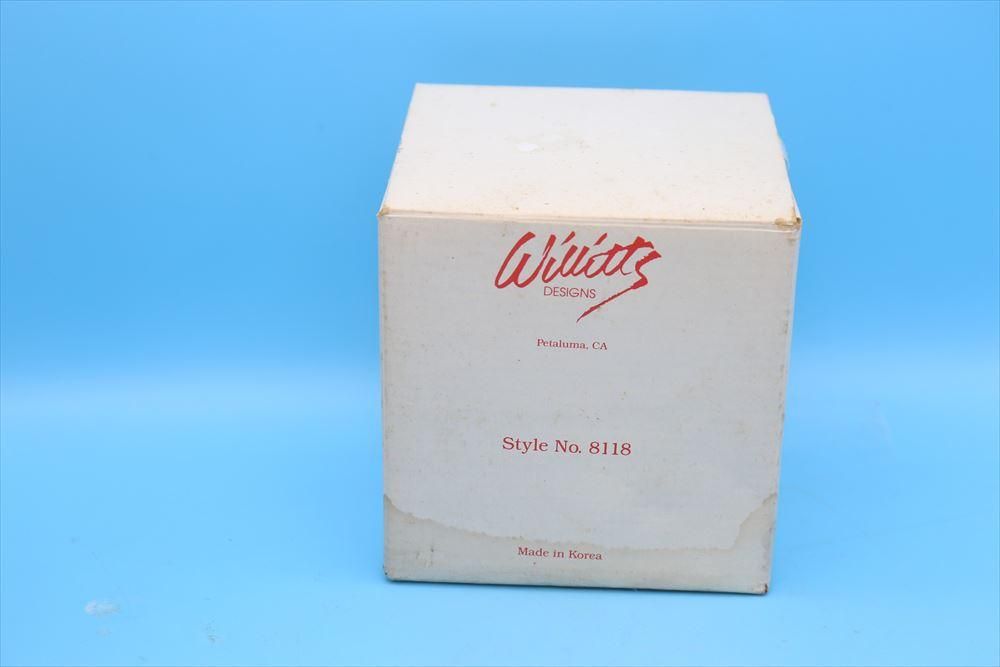 Willitts
DESIGNS
Petaluma, CA
Style No. 8118
Made in Korea